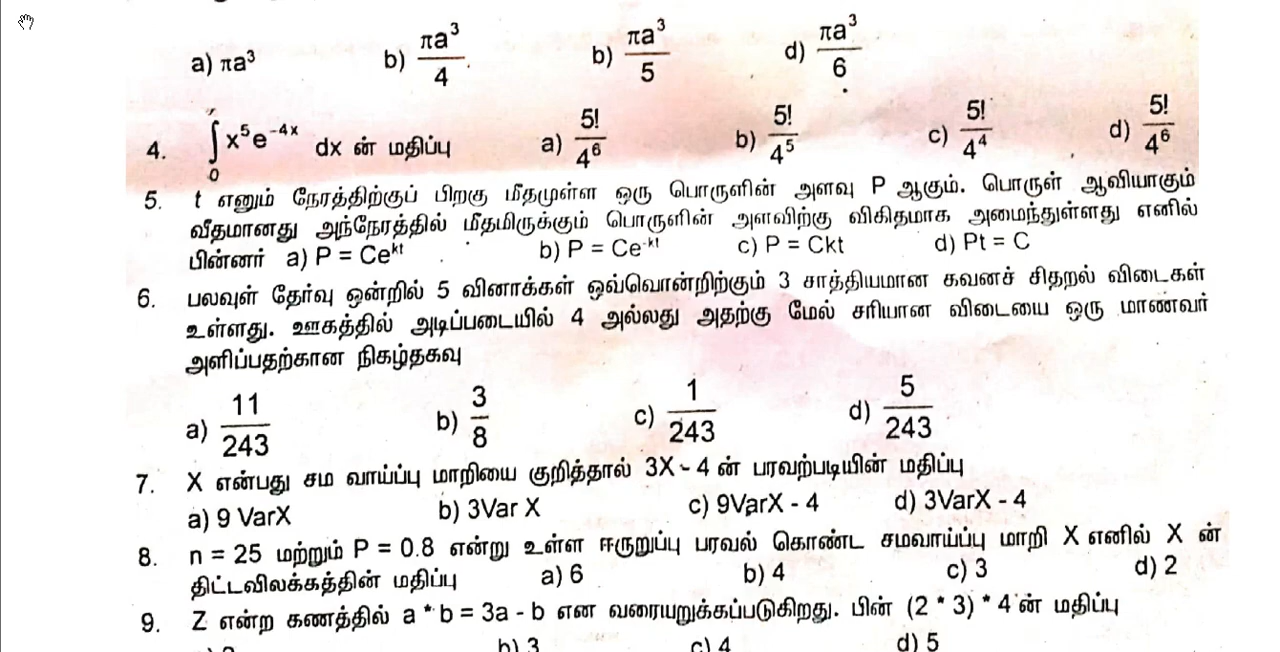 a) πa³ b) πa³/4 b) πa³/5 d) πa³/6
4. ∫₀ x⁵e⁻⁴ˣ dx ன் மதிப்பு a) 5!/4⁶ b) 5!/4⁵ c) 5!/4⁴ d) 5!/4⁶
5. t எனும் நேரத்திற்குப் பிறகு மீதமுள்ள ஒரு பொருளின் அளவு P ஆகும். பொருள் ஆவியாகும்
வீதமானது அந்நேரத்தில் மீதமிருக்கும் பொருளின் அளவிற்கு விகிதமாக அமைந்துள்ளது எனில்
பின்னர் a) P = Ceᵏᵗ b) P = Ce⁻ᵏᵗ c) P = Ckt d) Pt = C
6. பலவுள் தேர்வு ஒன்றில் 5 வினாக்கள் ஒவ்வொன்றிற்கும் 3 சாத்தியமான கவனச் சிதறல் விடைகள்
உள்ளது. ஊகத்தில் அடிப்படையில் 4 அல்லது அதற்கு மேல் சரியான விடையை ஒரு மாணவர்
அளிப்பதற்கான நிகழ்தகவு
a) 11/243 b) 3/8 c) 1/243 d) 5/243
7. X என்பது சம வாய்ப்பு மாறியை குறித்தால் 3X - 4 ன் பரவற்படியின் மதிப்பு
a) 9 VarX b) 3Var X c) 9VarX - 4 d) 3VarX - 4
8. n = 25 மற்றும் P = 0.8 என்று உள்ள ஈருறுப்பு பரவல் கொண்ட சமவாய்ப்பு மாறி X எனில் X ன்
திட்டவிலக்கத்தின் மதிப்பு a) 6 b) 4 c) 3 d) 2
9. Z என்ற கணத்தில் a * b = 3a - b என வரையறுக்கப்படுகிறது. பின் (2 * 3) * 4 ன் மதிப்பு
b) 3 c) 4 d) 5